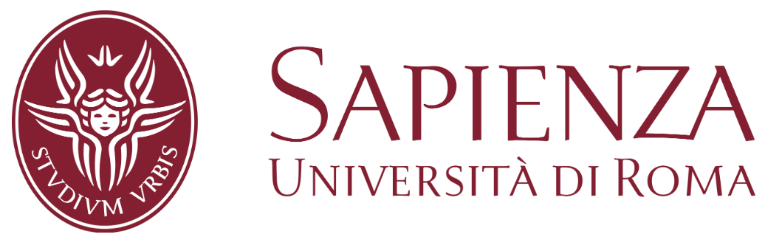 STVDIVM VRBIS
SAPIENZA
UNIVERSITÀ DI ROMA